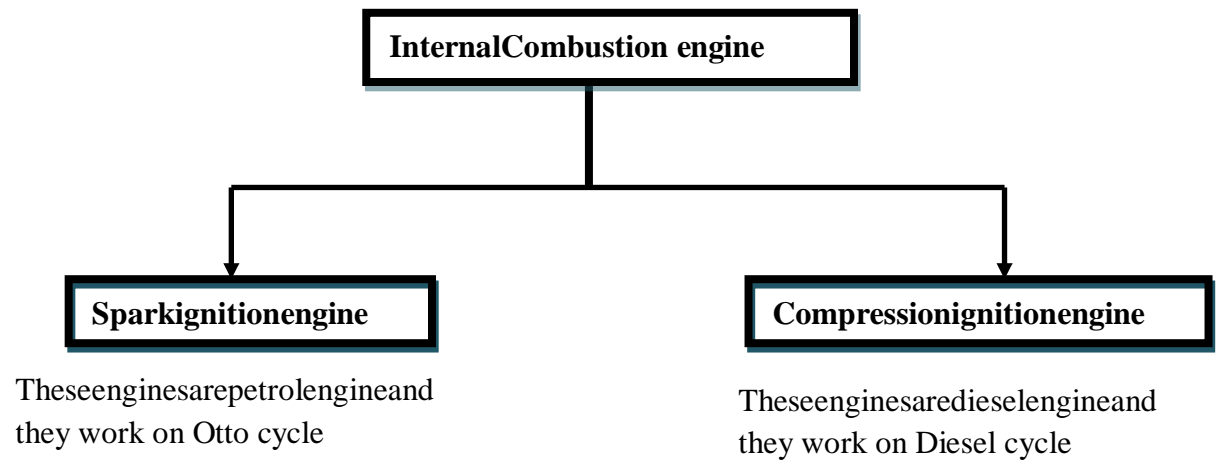 InternalCombustion engine
Sparkignitionengine
Compressionignitionengine
Theseenginesarepetrolengineand
they work on Otto cycle
Theseenginesaredieselengineand
they work on Diesel cycle